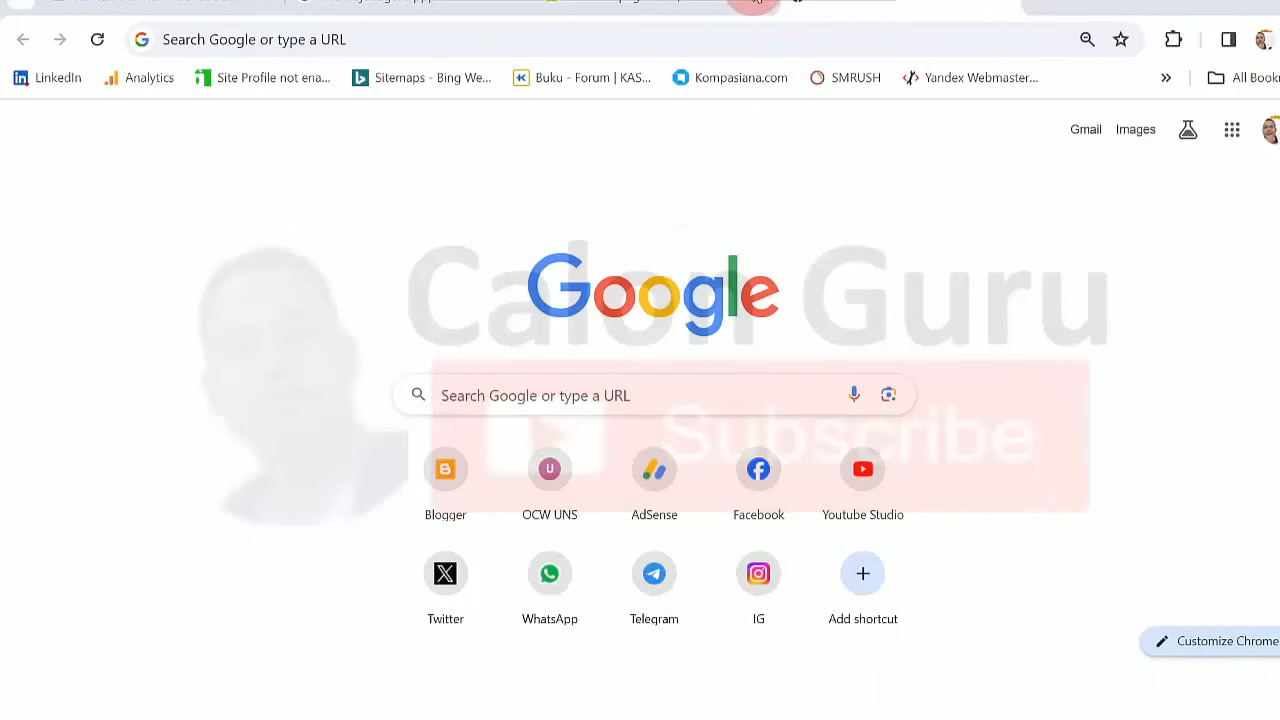 Search Google or type a URL
LinkedIn Analytics Site Profile not ena... Sitemaps - Bing We... Buku - Forum | KAS... Kompasiana.com SMRUSH Yandex Webmaster... » All Book
Gmail Images
Calon Guru
Google
Search Google or type a URL
Subscribe
Blogger OCW UNS AdSense Facebook Youtube Studio
Twitter WhatsApp Telegram IG Add shortcut
Customize Chrome